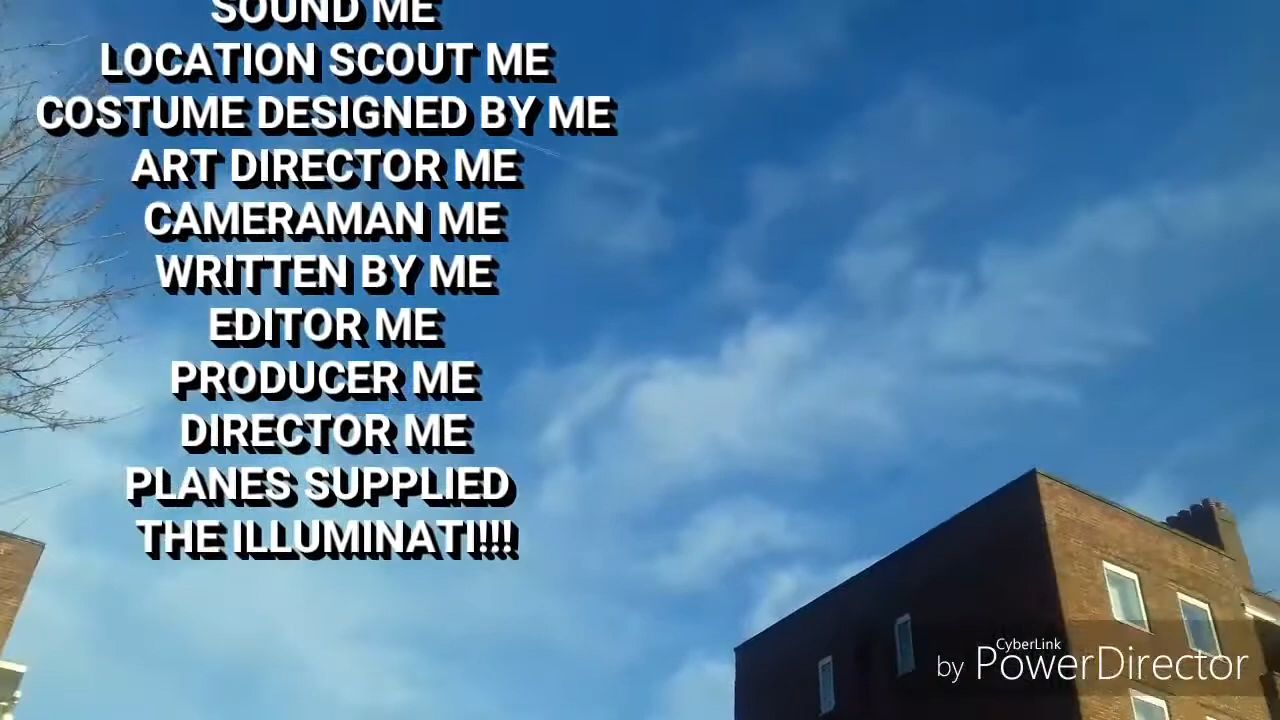 SOUND ME
LOCATION SCOUT ME
COSTUME DESIGNED BY ME
ART DIRECTOR ME
CAMERAMAN ME
WRITTEN BY ME
EDITOR ME
PRODUCER ME
DIRECTOR ME
PLANES SUPPLIED
THE ILLUMINATI!!!!
CyberLink
by PowerDirector